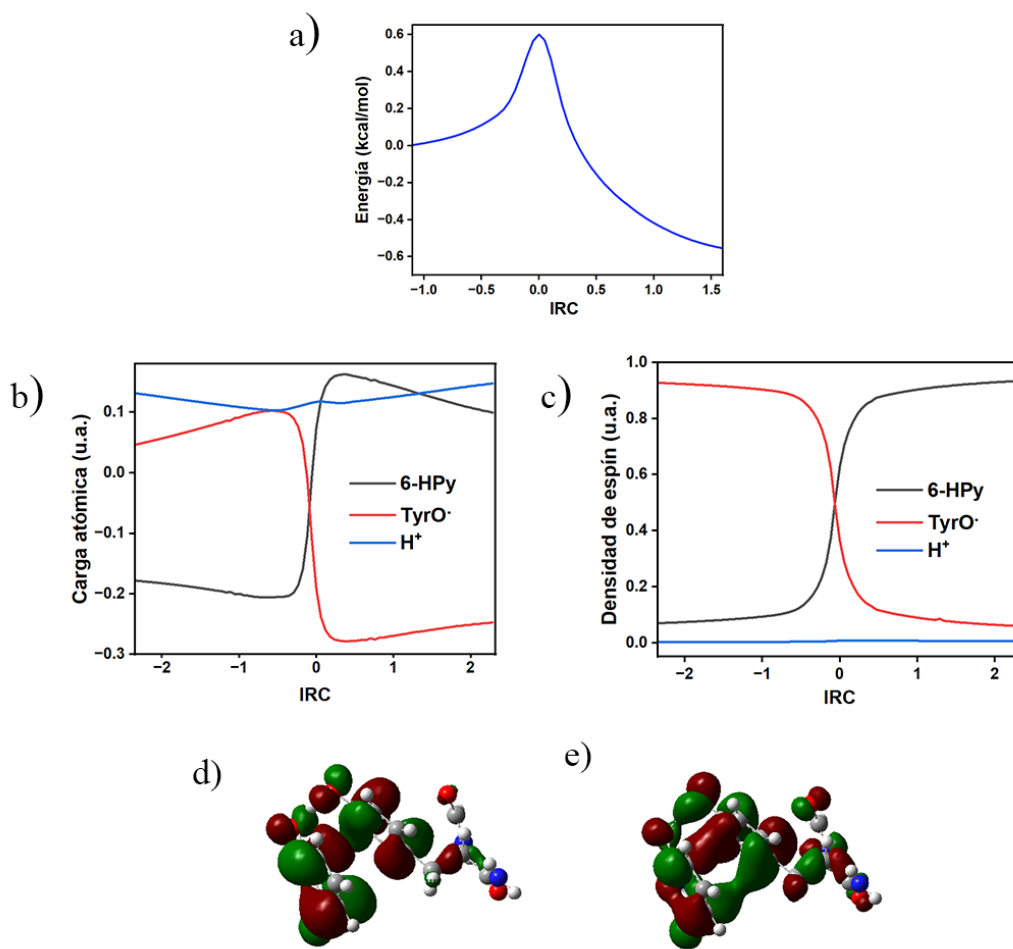 a)
Energía (kcal/mol)
0.6
0.4
0.2
0.0
−0.2
−0.4
−0.6
−1.0 −0.5 0.0 0.5 1.0 1.5
IRC
b)
Carga atómica (u.a.)
0.1
0.0
−0.1
−0.2
−0.3
6-HPy
TyrO·
H⁺
−2 −1 0 1 2
IRC
c)
Densidad de espín (u.a.)
1.0
0.8
0.6
0.4
0.2
0.0
6-HPy
TyrO·
H⁺
−2 −1 0 1 2
IRC
d)
e)